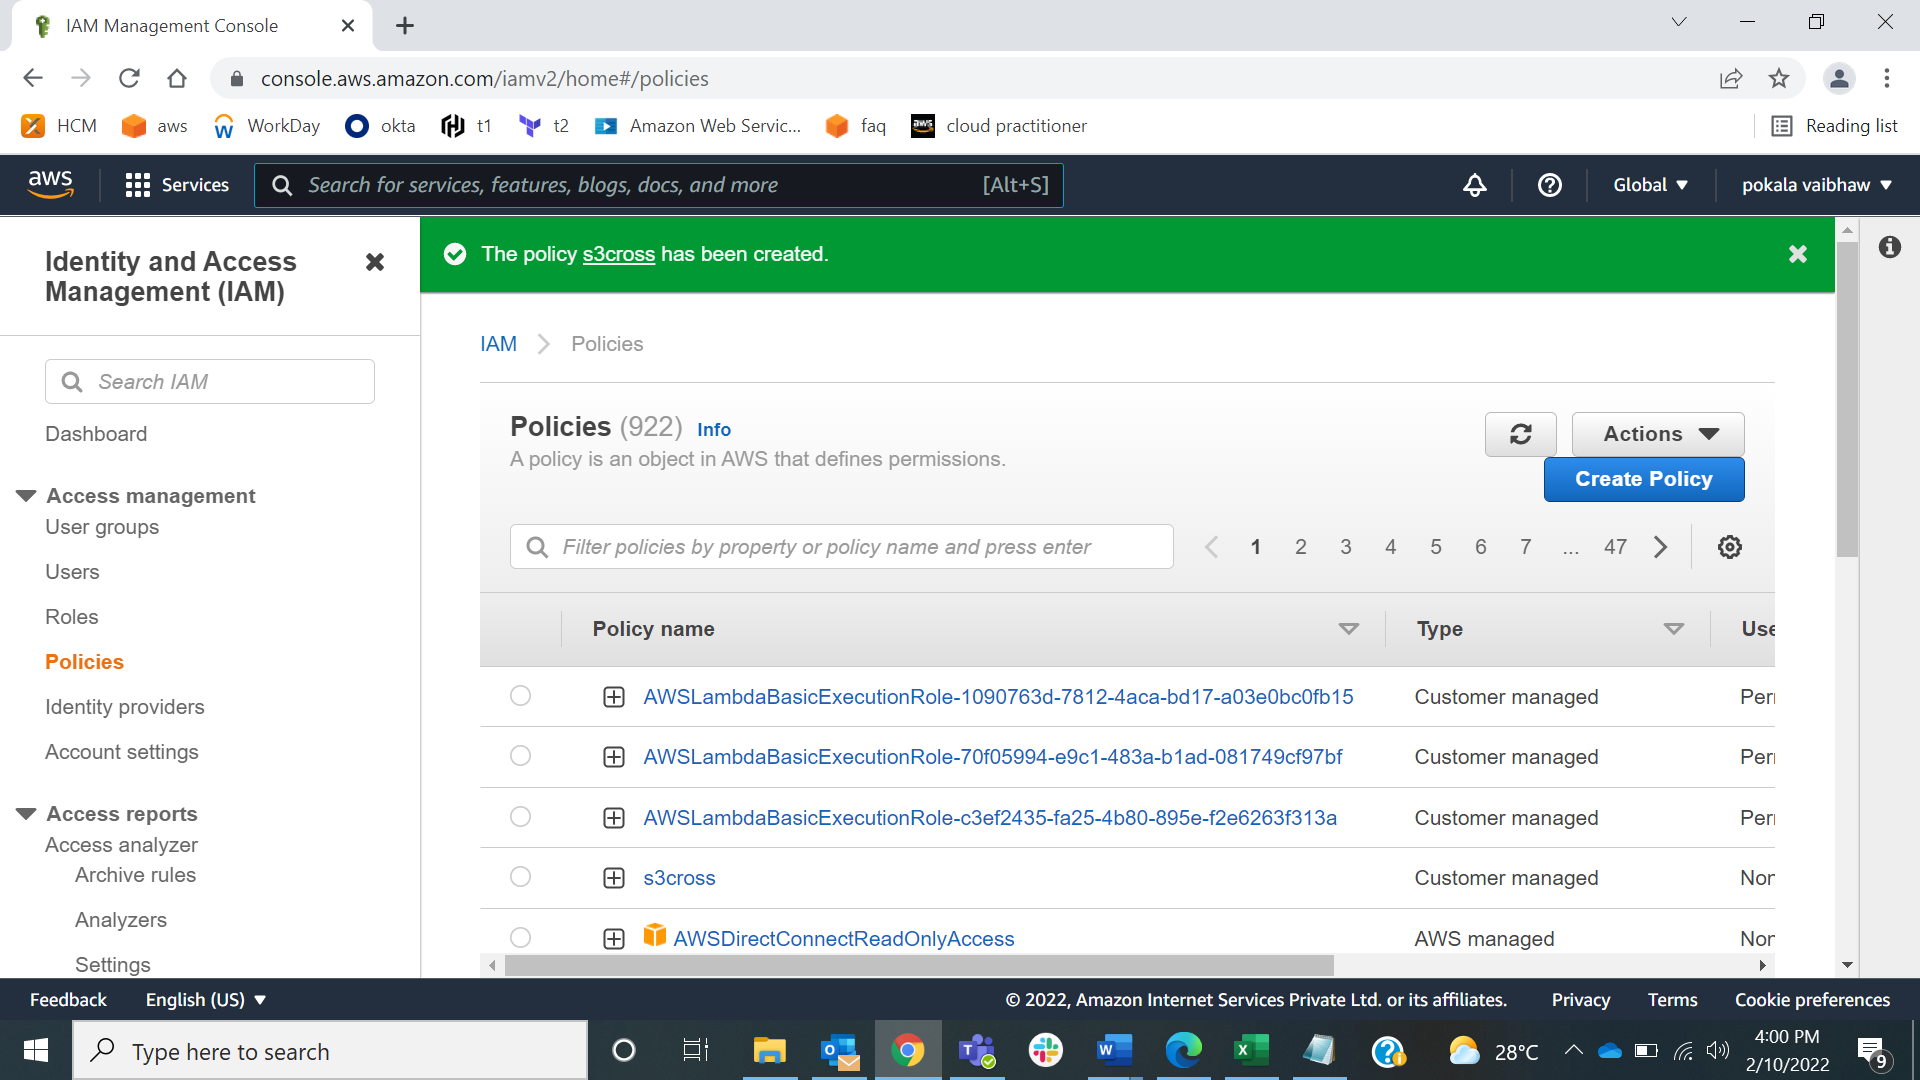 IAM Management Console
console.aws.amazon.com/iamv2/home#/policies
HCM aws WorkDay okta t1 t2 Amazon Web Servic... faq cloud practitioner Reading list
aws Services Search for services, features, blogs, docs, and more [Alt+S] Global pokala vaibhaw
Identity and Access
Management (IAM)
Search IAM
Dashboard
Access management
User groups
Users
Roles
Policies
Identity providers
Account settings
Access reports
Access analyzer
Archive rules
Analyzers
Settings
The policy s3cross has been created.
IAM Policies
Policies (922) Info
A policy is an object in AWS that defines permissions.
Actions
Create Policy
Filter policies by property or policy name and press enter
1 2 3 4 5 6 7 ... 47
Policy name Type Use
AWSLambdaBasicExecutionRole-1090763d-7812-4aca-bd17-a03e0bc0fb15 Customer managed Per
AWSLambdaBasicExecutionRole-70f05994-e9c1-483a-b1ad-081749cf97bf Customer managed Per
AWSLambdaBasicExecutionRole-c3ef2435-fa25-4b80-895e-f2e6263f313a Customer managed Per
s3cross Customer managed Non
AWSDirectConnectReadOnlyAccess AWS managed Non
Feedback English (US) © 2022, Amazon Internet Services Private Ltd. or its affiliates. Privacy Terms Cookie preferences
Type here to search
28°C
4:00 PM
2/10/2022
9